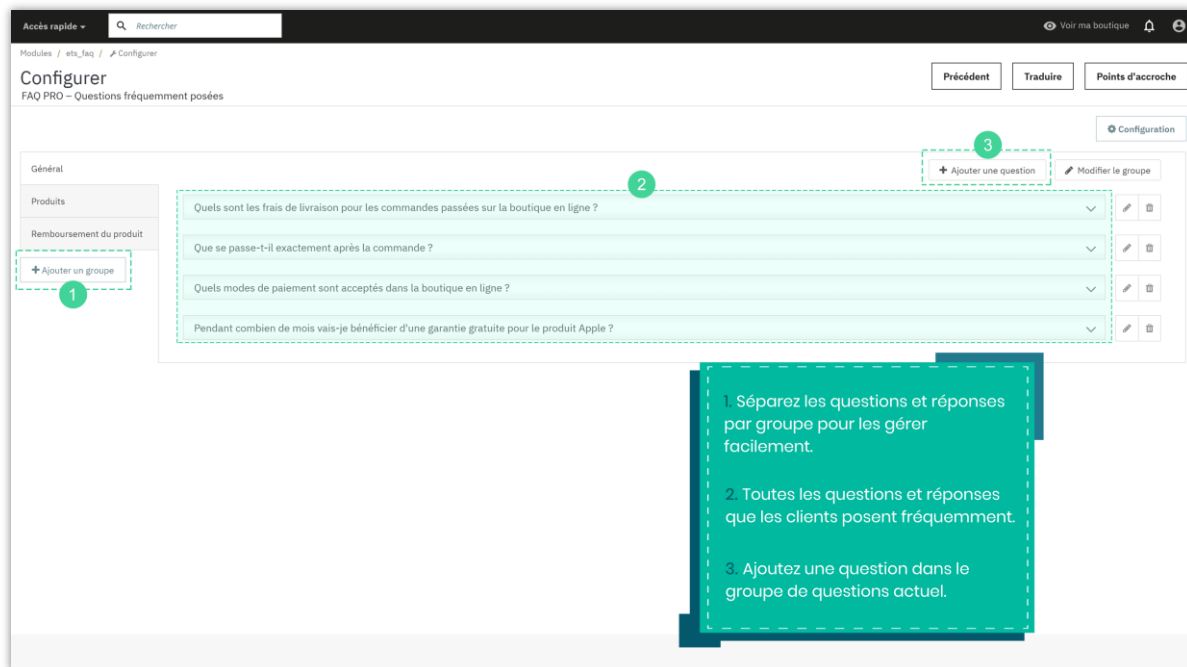 Accès rapide
Rechercher
Voir ma boutique
Modules / ets_faq / Configurer
Configurer
FAQ PRO – Questions fréquemment posées
Précédent
Traduire
Points d'accroche
Configuration
3
Général
+ Ajouter une question
Modifier le groupe
2
Produits
Quels sont les frais de livraison pour les commandes passées sur la boutique en ligne ?
Remboursement du produit
Que se passe-t-il exactement après la commande ?
+ Ajouter un groupe
1
Quels modes de paiement sont acceptés dans la boutique en ligne ?
Pendant combien de mois vais-je bénéficier d'une garantie gratuite pour le produit Apple ?
1. Séparez les questions et réponses
par groupe pour les gérer
facilement.
2. Toutes les questions et réponses
que les clients posent fréquemment.
3. Ajoutez une question dans le
groupe de questions actuel.